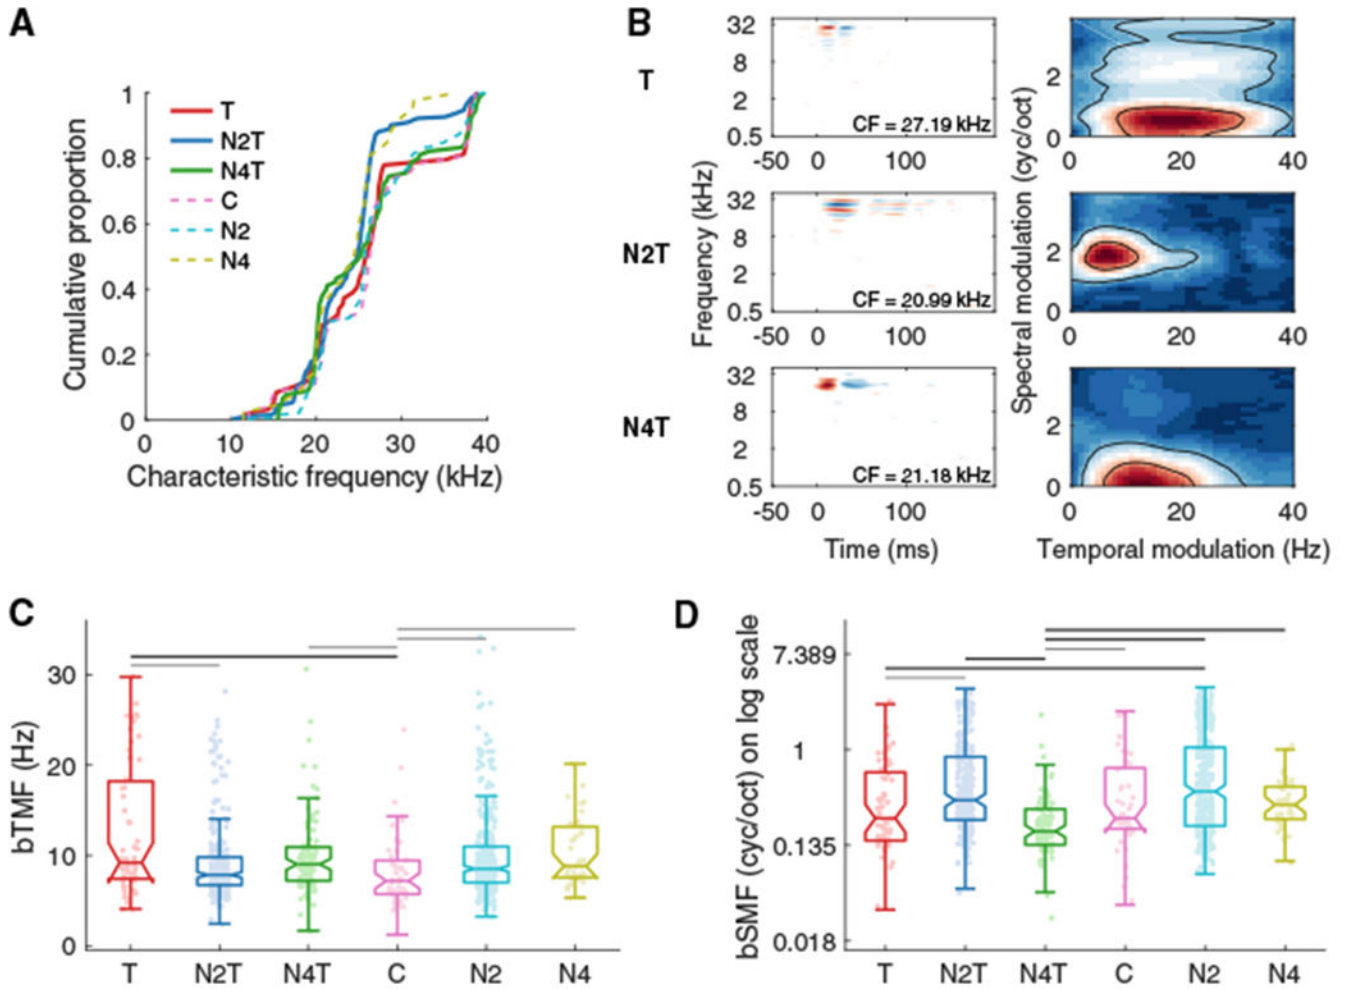 A
Cumulative proportion
1
0.8
0.6
0.4
0.2
0
T
N2T
N4T
C
N2
N4
0 10 20 30 40
Characteristic frequency (kHz)
B
T
N2T
N4T
Frequency (kHz)
32
8
2
0.5
CF = 27.19 kHz
-50 0 100
32
8
2
0.5
CF = 20.99 kHz
-50 0 100
32
8
2
0.5
CF = 21.18 kHz
-50 0 100
Time (ms)
Spectral modulation (cyc/oct)
2
0
0 20 40
2
0
0 20 40
2
0
0 20 40
Temporal modulation (Hz)
C
bTMF (Hz)
30
20
10
0
T N2T N4T C N2 N4
D
bSMF (cyc/oct) on log scale
7.389
1
0.135
0.018
T N2T N4T C N2 N4